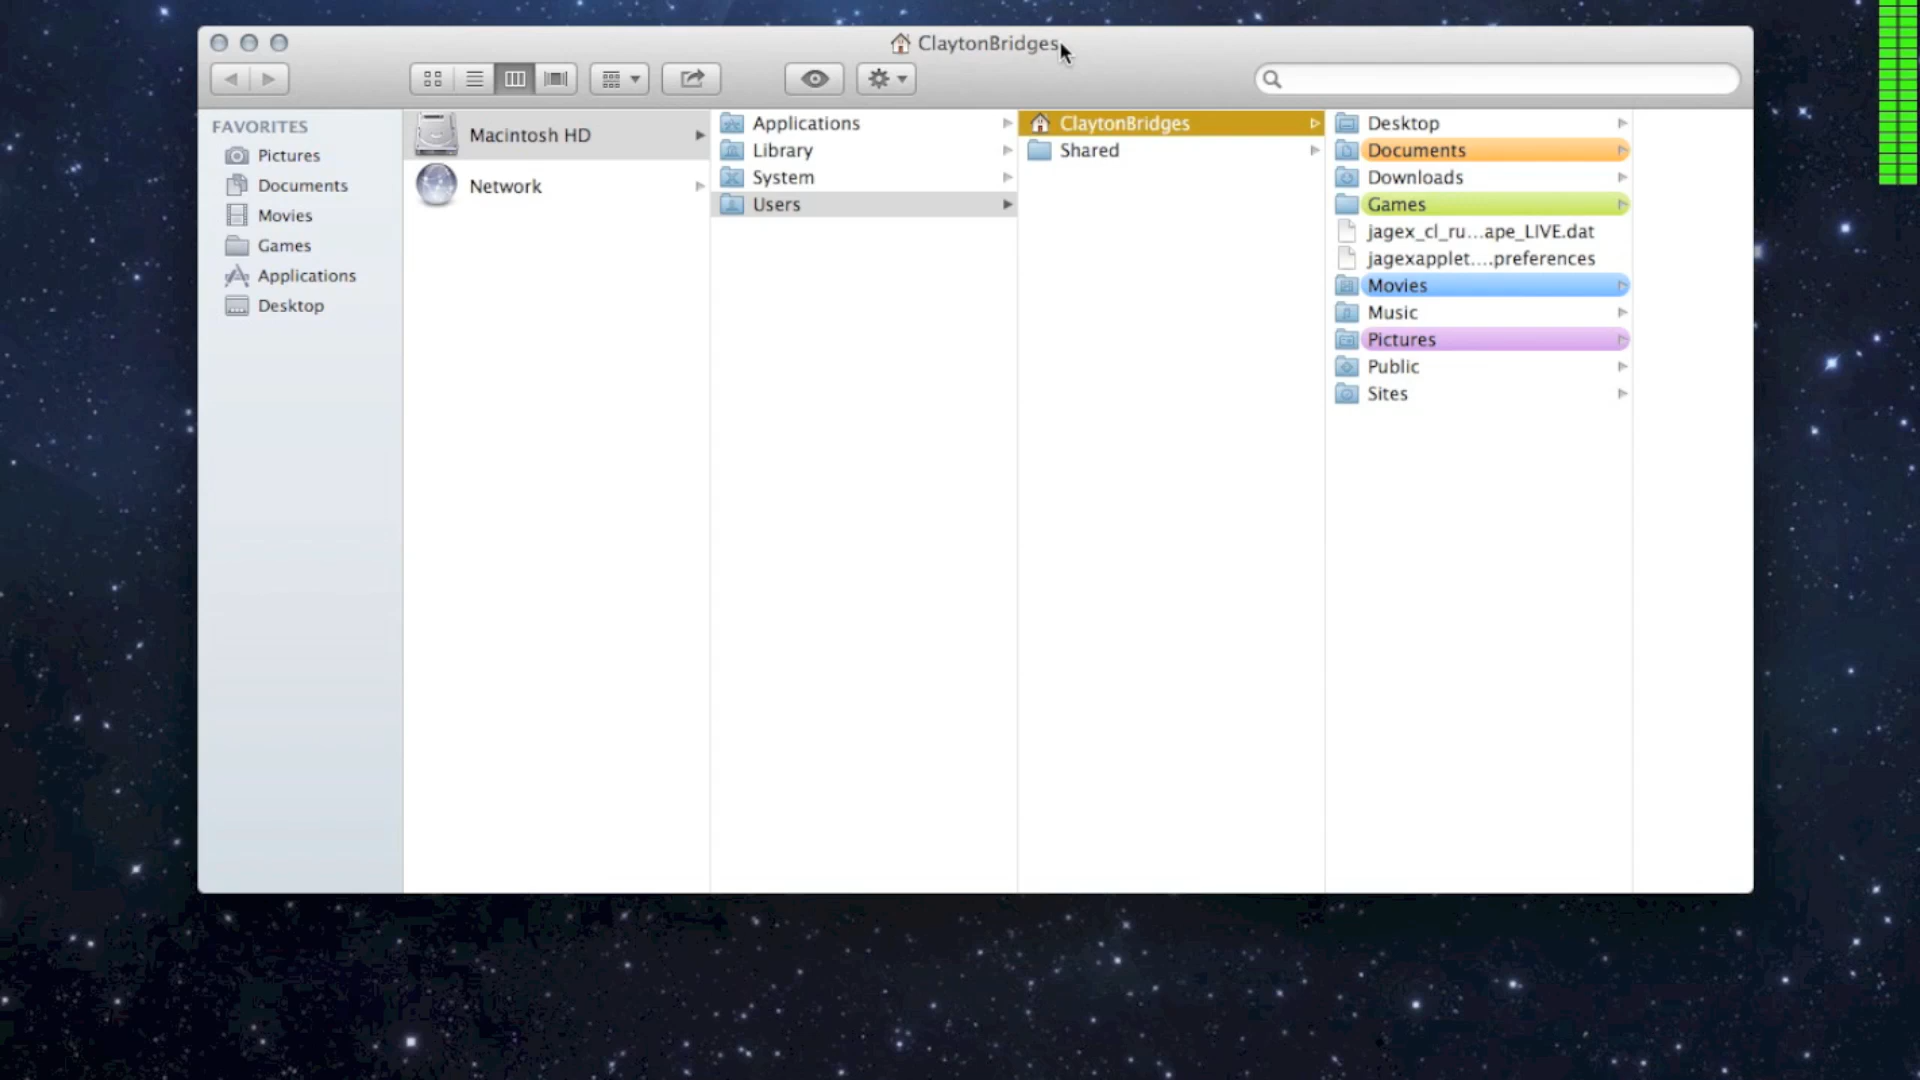 ClaytonBridges
FAVORITES
Pictures
Documents
Movies
Games
Applications
Desktop
Macintosh HD
Network
Applications
Library
System
Users
ClaytonBridges
Shared
Desktop
Documents
Downloads
Games
jagex_cl_ru...ape_LIVE.dat
jagexapplet....preferences
Movies
Music
Pictures
Public
Sites